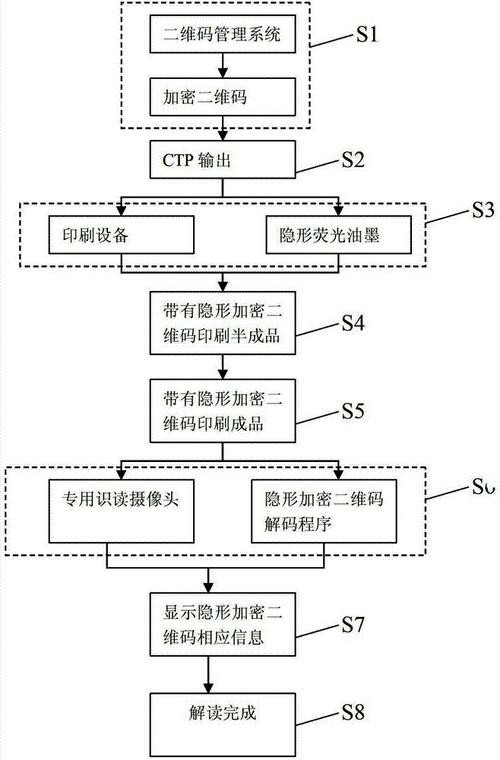 二维码管理系统
S1
加密二维码
CTP 输出
S2
S3
印刷设备
隐形荧光油墨
带有隐形加密二
维码印刷半成品
S4
带有隐形加密二
维码印刷成品
S5
S6
专用识读摄像头
隐形加密二维码
解码程序
显示隐形加密二
维码相应信息
S7
解读完成
S8